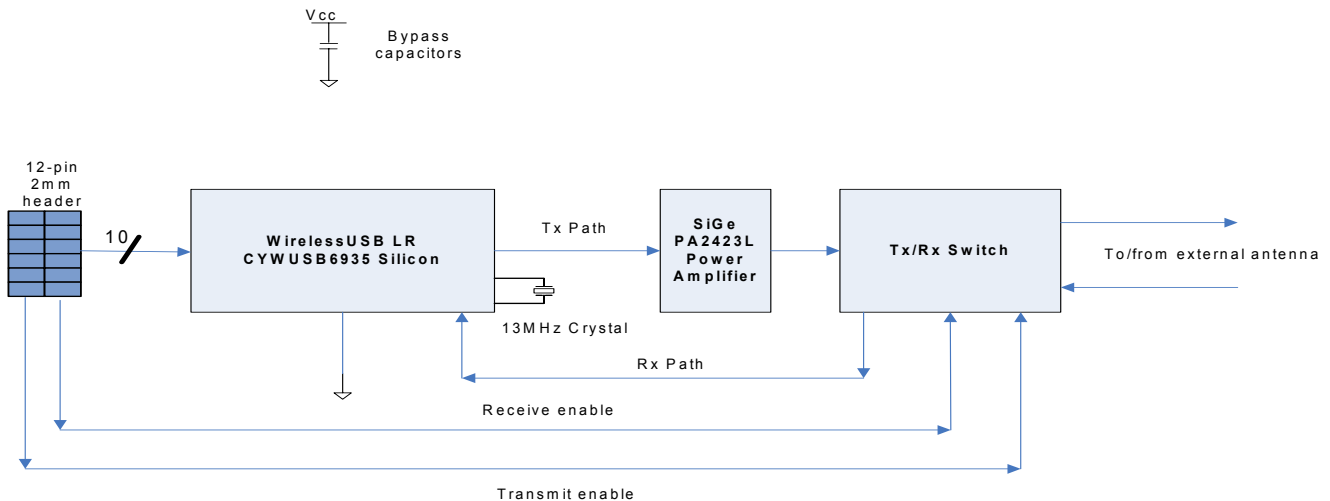 Vcc
Bypass
capacitors
12-pin
2mm
header
10
WirelessUSB LR
CYWUSB6935 Silicon
Tx Path
SiGe
PA2423L
Power
Amplifier
Tx/Rx Switch
To/from external antenna
13MHz Crystal
Rx Path
Receive enable
Transmit enable